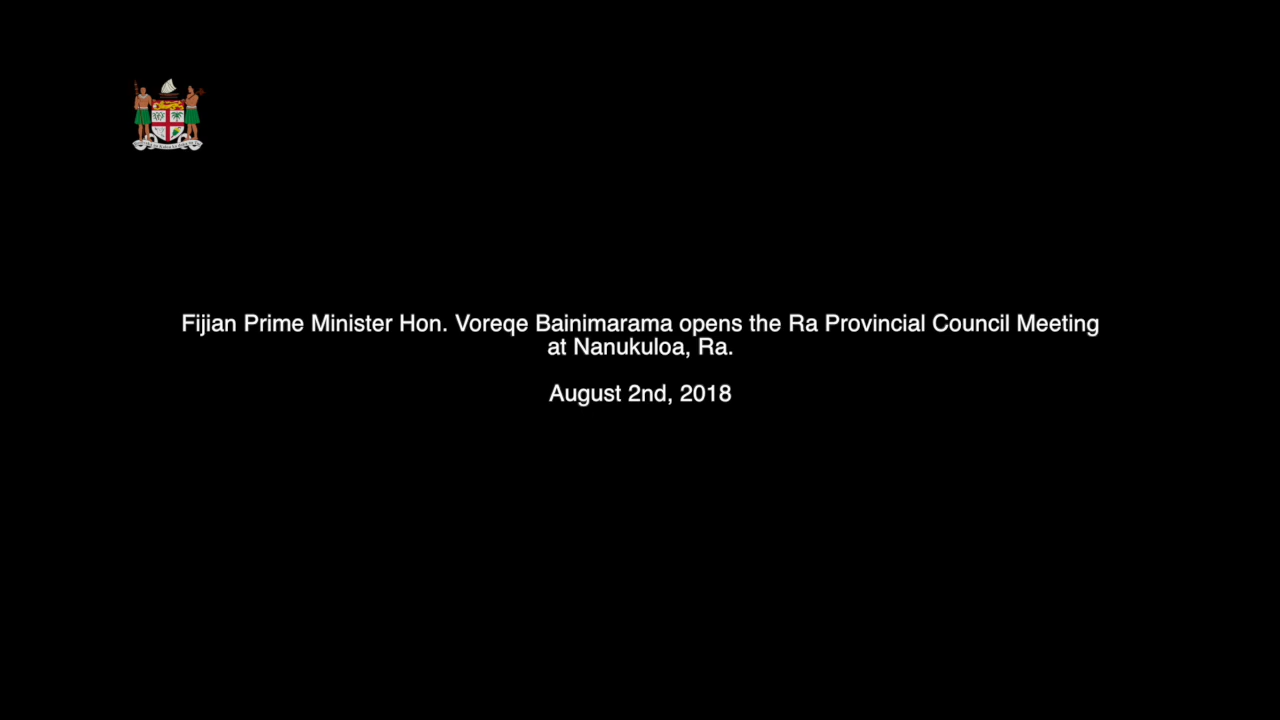 Fijian Prime Minister Hon. Voreqe Bainimarama opens the Ra Provincial Council Meeting
at Nanukuloa, Ra.
August 2nd, 2018